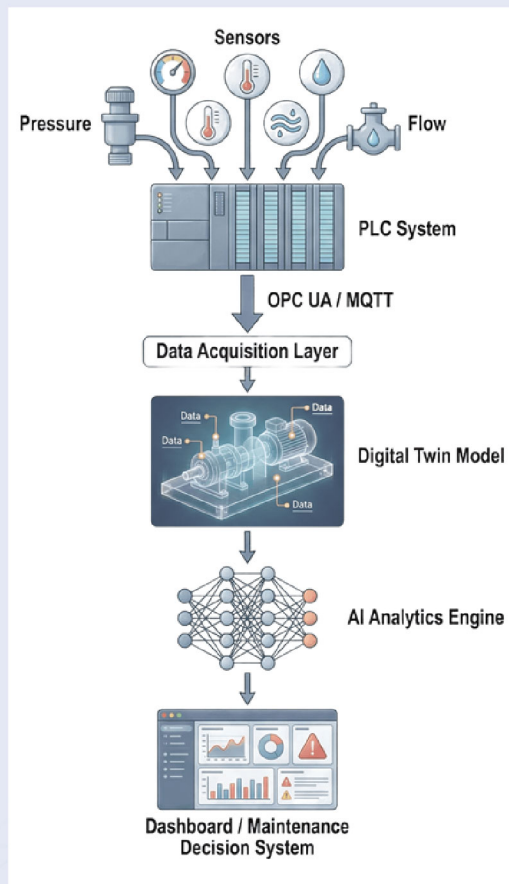 Sensors
Pressure
Flow
PLC System
OPC UA / MQTT
Data Acquisition Layer
Data
Data
Data
Data
Digital Twin Model
AI Analytics Engine
Dashboard / Maintenance
Decision System